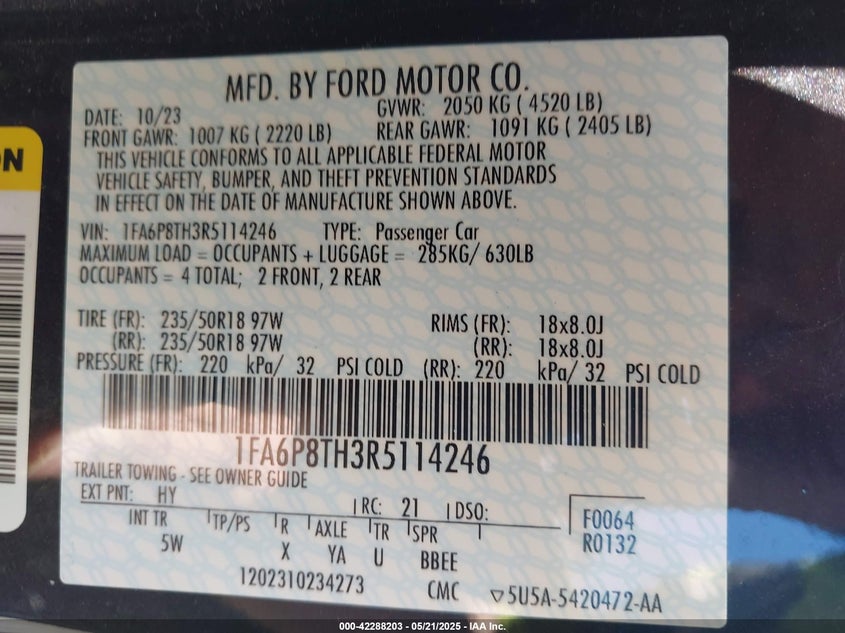 MFD. BY FORD MOTOR CO.
DATE: 10/23 GVWR: 2050 KG ( 4520 LB)
FRONT GAWR: 1007 KG ( 2220 LB) REAR GAWR: 1091 KG ( 2405 LB)
THIS VEHICLE CONFORMS TO ALL APPLICABLE FEDERAL MOTOR
VEHICLE SAFETY, BUMPER, AND THEFT PREVENTION STANDARDS
IN EFFECT ON THE DATE OF MANUFACTURE SHOWN ABOVE.
VIN: 1FA6P8TH3R5114246 TYPE: Passenger Car
MAXIMUM LOAD = OCCUPANTS + LUGGAGE = 285KG/ 630LB
OCCUPANTS = 4 TOTAL; 2 FRONT, 2 REAR
TIRE (FR): 235/50R18 97W RIMS (FR): 18x8.0J
(RR): 235/50R18 97W (RR): 18x8.0J
PRESSURE (FR): 220 kPa/ 32 PSI COLD (RR): 220 kPa/ 32 PSI COLD
1FA6P8TH3R5114246
TRAILER TOWING - SEE OWNER GUIDE
EXT PNT: HY RC: 21 DSO: F0064
INT TR TP/PS R AXLE TR SPR R0132
5W X YA U BBEE
1202310234273 CMC 5U5A-5420472-AA
ON
000-42288203 - 05/21/2025 - IAA Inc.